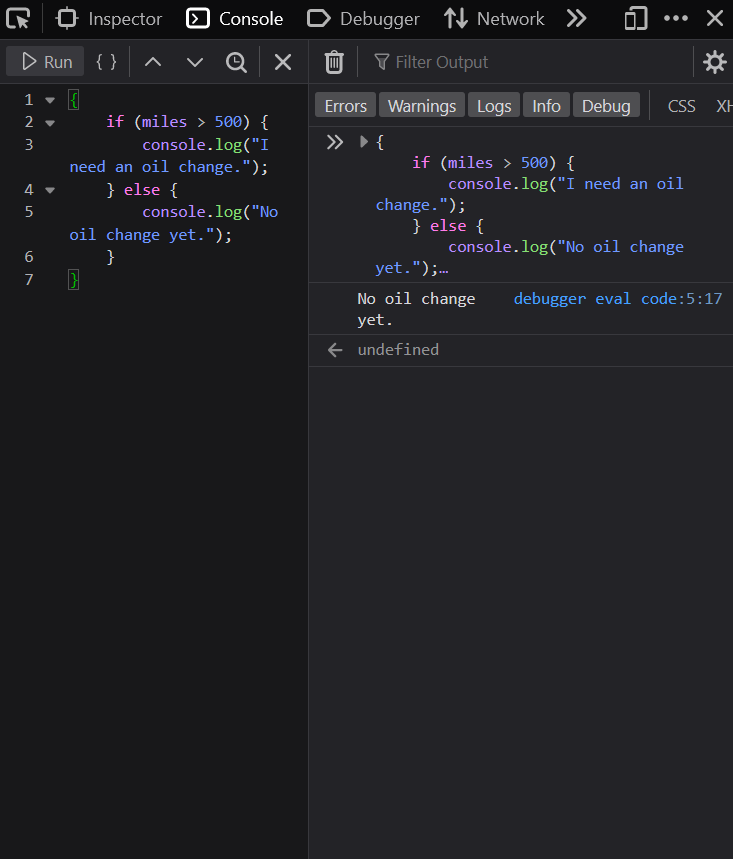 Inspector Console Debugger Network
Run { }
Filter Output
Errors Warnings Logs Info Debug CSS XH
1 {
2 if (miles > 500) {
3 console.log("I
need an oil change.");
4 } else {
5 console.log("No
oil change yet.");
6 }
7 }
{
if (miles > 500) {
console.log("I need an oil
change.");
} else {
console.log("No oil change
yet.");…
No oil change debugger eval code:5:17
yet.
undefined